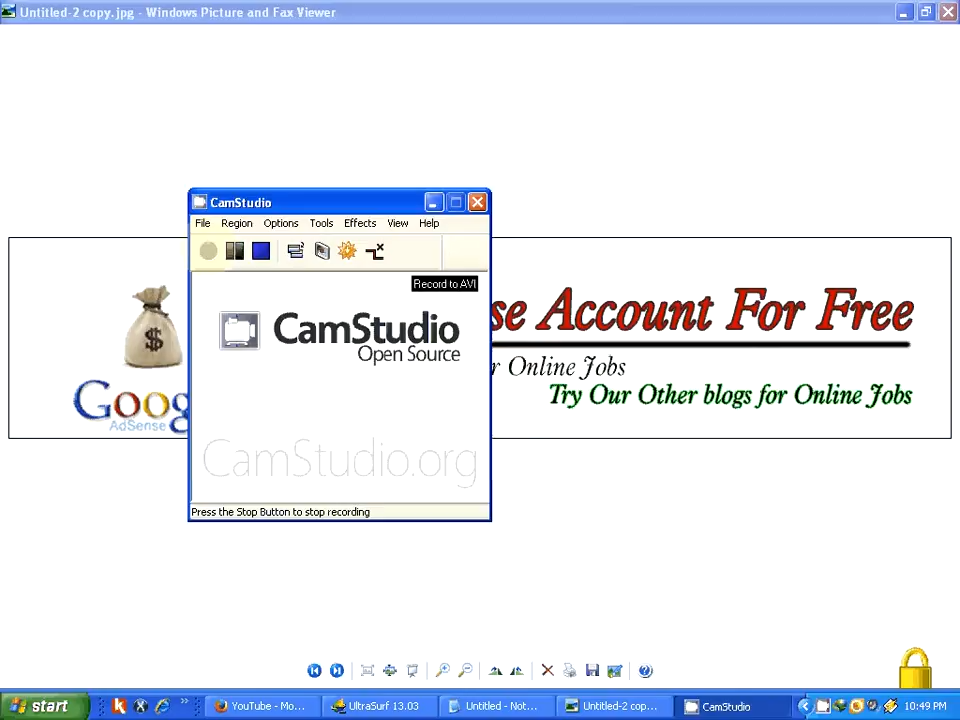 Untitled-2 copy.jpg - Windows Picture and Fax Viewer
CamStudio
File Region Options Tools Effects View Help
Record to AVI
CamStudio
Open Source
CamStudio.org
Press the Stop Button to stop recording
$
Goog
AdSense
se Account For Free
r Online Jobs
Try Our Other blogs for Online Jobs
start
YouTube - Mo...
UltraSurf 13.03
Untitled - Not...
Untitled-2 cop...
CamStudio
10:49 PM